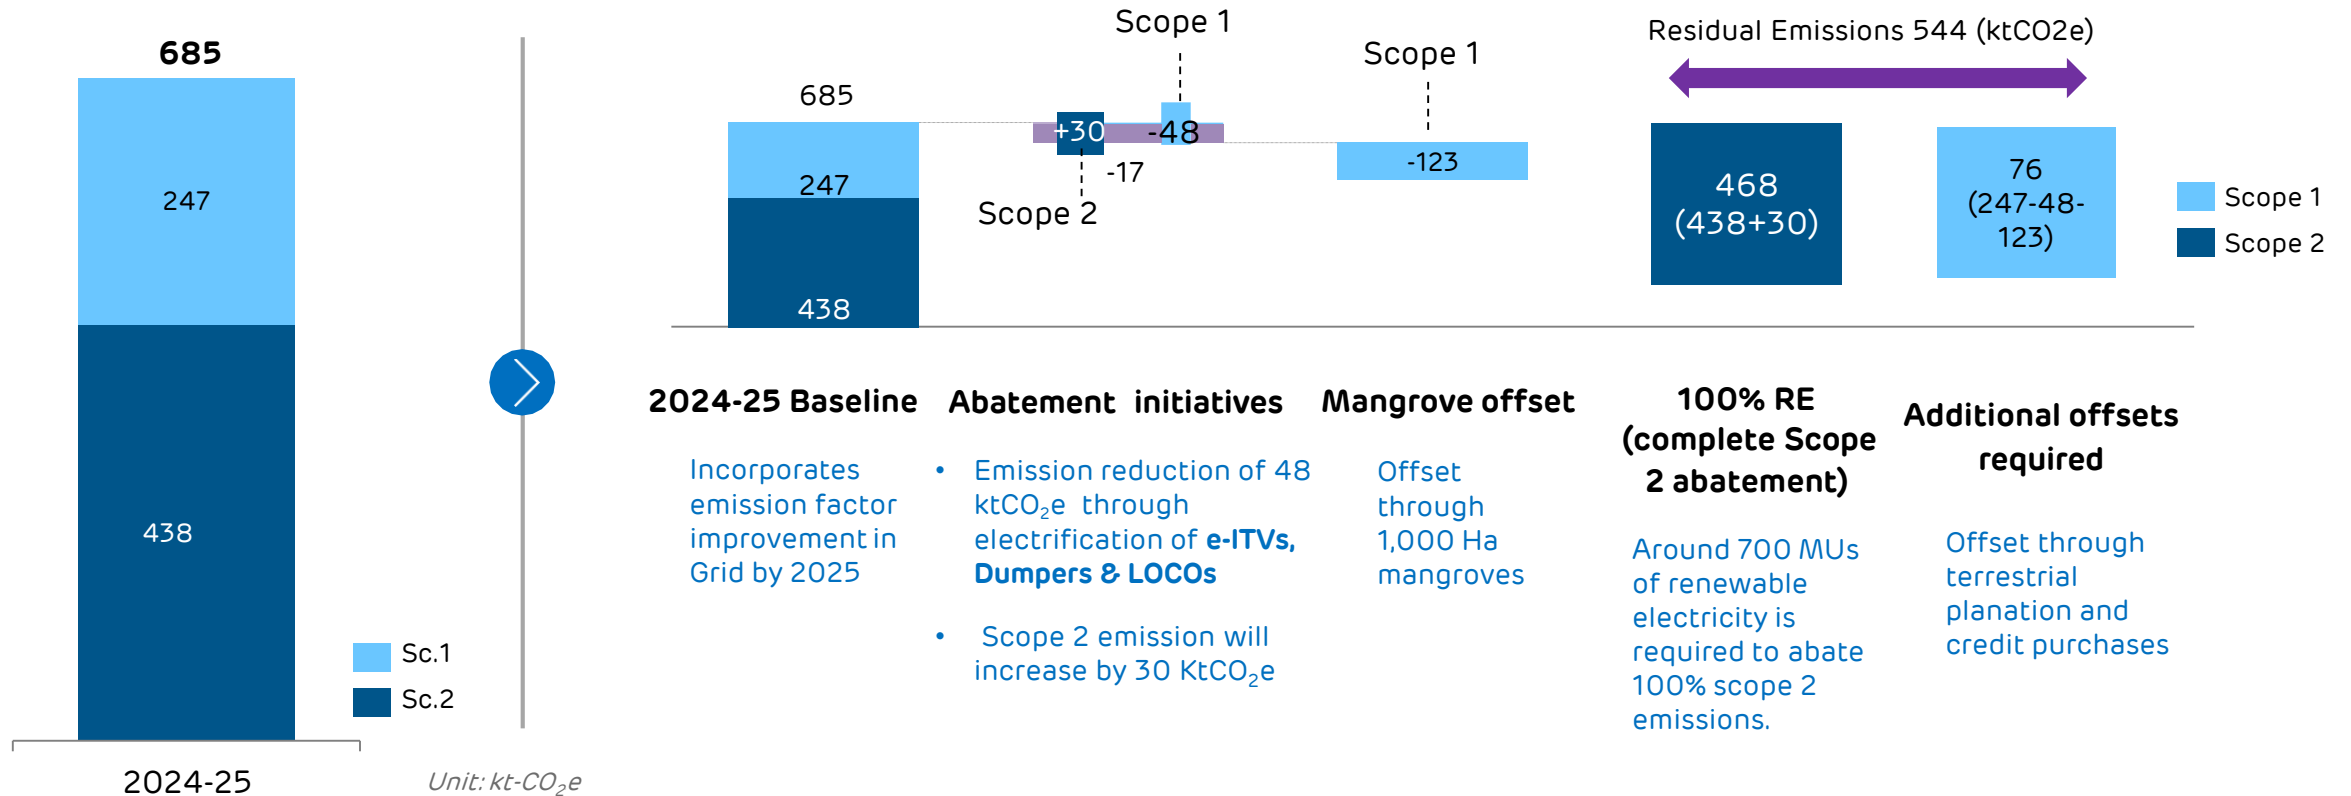 685
247
438
Sc.1
Sc.2
2024-25
Unit: kt-CO₂e
Scope 1
Scope 1
Residual Emissions 544 (ktCO2e)
685
247
438
+30
-48
-17
Scope 2
-123
468
(438+30)
76
(247-48-
123)
Scope 1
Scope 2
2024-25 Baseline
Incorporates
emission factor
improvement in
Grid by 2025
Abatement initiatives
• Emission reduction of 48
ktCO₂e through
electrification of e-ITVs,
Dumpers & LOCOs
• Scope 2 emission will
increase by 30 KtCO₂e
Mangrove offset
Offset
through
1,000 Ha
mangroves
100% RE
(complete Scope
2 abatement)
Around 700 MUs
of renewable
electricity is
required to abate
100% scope 2
emissions.
Additional offsets
required
Offset through
terrestrial
planation and
credit purchases